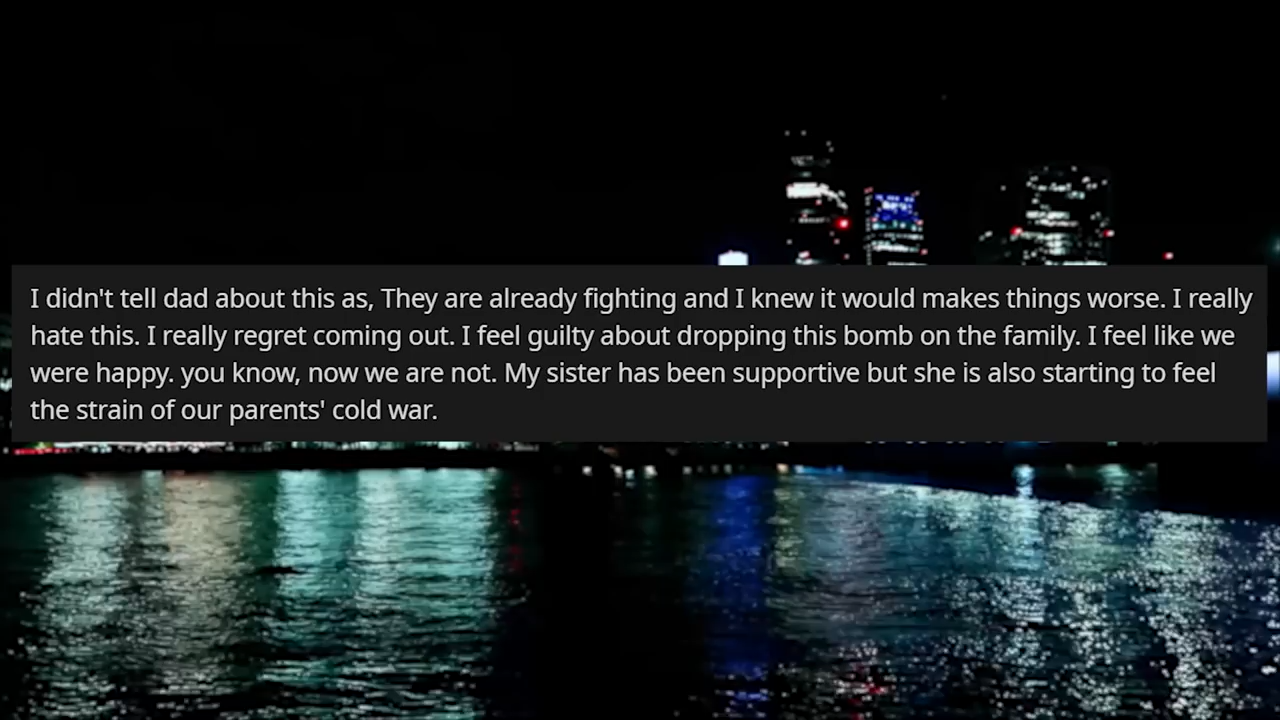 I didn't tell dad about this as, They are already fighting and I knew it would makes things worse. I really
hate this. I really regret coming out. I feel guilty about dropping this bomb on the family. I feel like we
were happy. you know, now we are not. My sister has been supportive but she is also starting to feel
the strain of our parents' cold war.